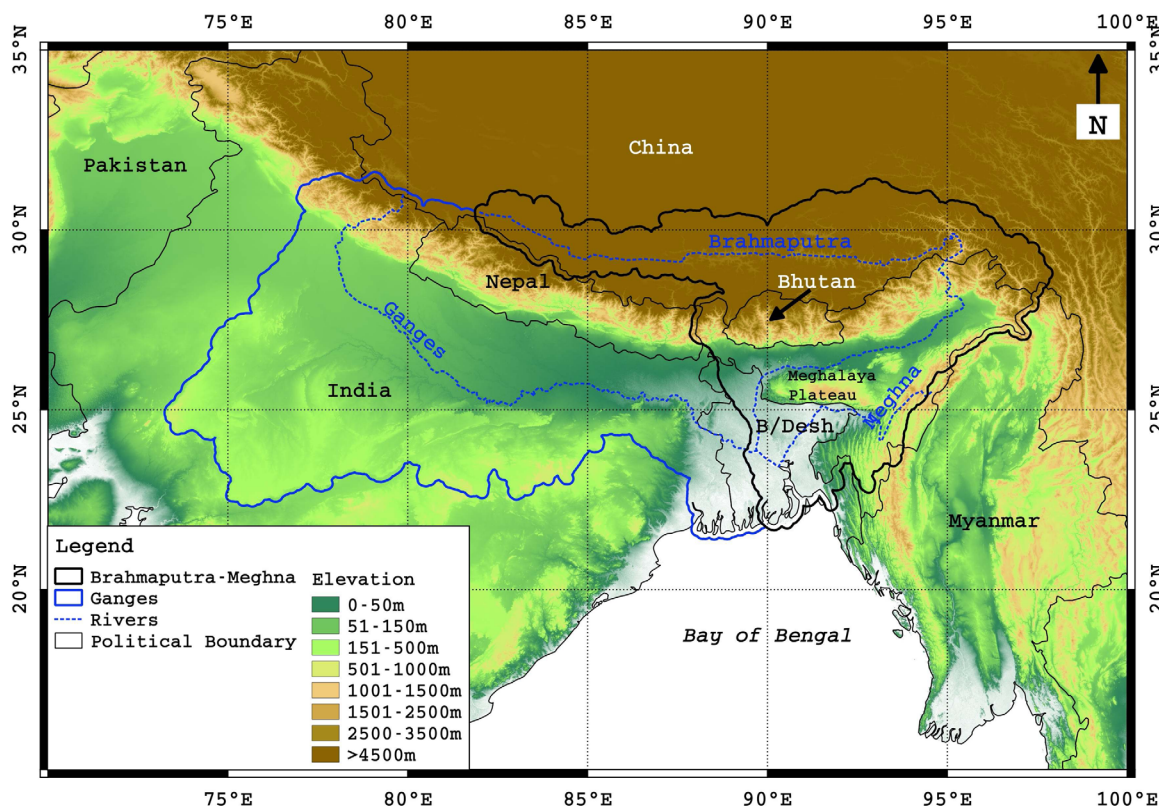 75°E 80°E 85°E 90°E 95°E 100°E
35°N
35°N
N
China
Pakistan
30°N
30°N
Brahmaputra
Nepal
Bhutan
Ganges
India
Meghalaya
Plateau
Meghna
25°N
25°N
B/Desh
Myanmar
Legend
Brahmaputra-Meghna
Ganges
Rivers
Political Boundary
Elevation
0-50m
51-150m
151-500m
501-1000m
1001-1500m
1501-2500m
2500-3500m
>4500m
20°N
20°N
Bay of Bengal
75°E 80°E 85°E 90°E 95°E 100°E